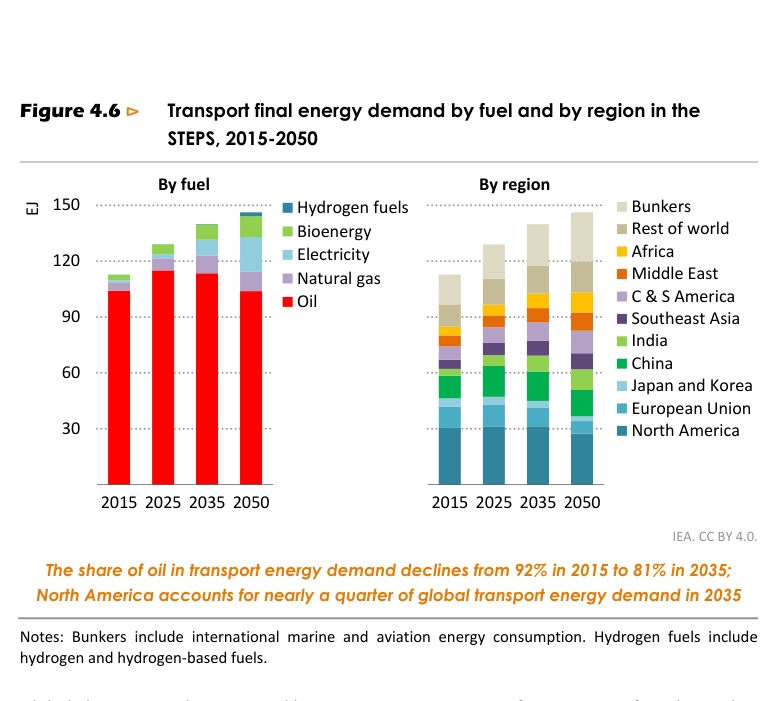 Figure 4.6 ⊳ Transport final energy demand by fuel and by region in the
STEPS, 2015-2050
By fuel
By region
EJ
150
120
90
60
30
2015 2025 2035 2050
Hydrogen fuels
Bioenergy
Electricity
Natural gas
Oil
2015 2025 2035 2050
Bunkers
Rest of world
Africa
Middle East
C & S America
Southeast Asia
India
China
Japan and Korea
European Union
North America
IEA. CC BY 4.0.
The share of oil in transport energy demand declines from 92% in 2015 to 81% in 2035;
North America accounts for nearly a quarter of global transport energy demand in 2035
Notes: Bunkers include international marine and aviation energy consumption. Hydrogen fuels include
hydrogen and hydrogen-based fuels.